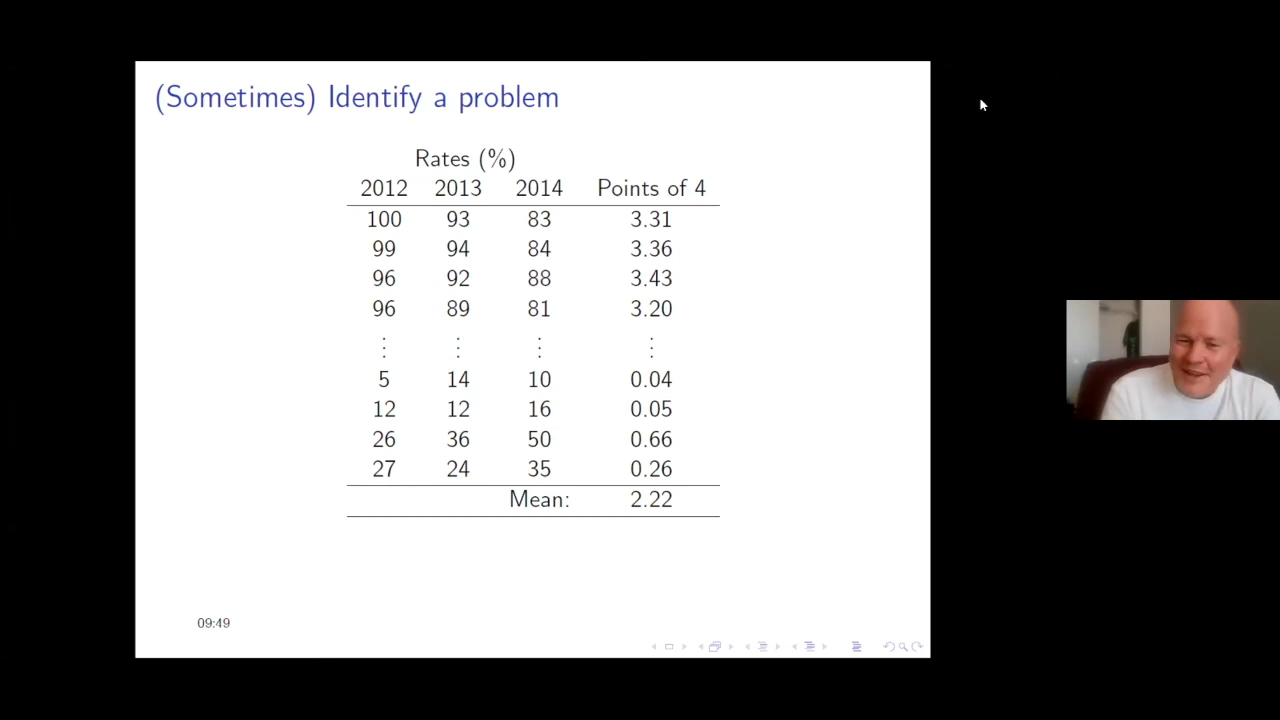 (Sometimes) Identify a problem
Rates (%)
2012 2013 2014 Points of 4
100 93 83 3.31
99 94 84 3.36
96 92 88 3.43
96 89 81 3.20
⋮ ⋮ ⋮ ⋮
5 14 10 0.04
12 12 16 0.05
26 36 50 0.66
27 24 35 0.26
Mean: 2.22
09:49